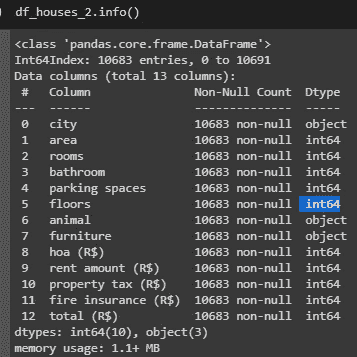 df_houses_2.info()
<class 'pandas.core.frame.DataFrame'>
Int64Index: 10683 entries, 0 to 10691
Data columns (total 13 columns):
 #   Column              Non-Null Count  Dtype
---  ------              --------------  -----
 0   city                10683 non-null  object
 1   area                10683 non-null  int64
 2   rooms               10683 non-null  int64
 3   bathroom            10683 non-null  int64
 4   parking spaces      10683 non-null  int64
 5   floors              10683 non-null  int64
 6   animal              10683 non-null  object
 7   furniture           10683 non-null  object
 8   hoa (R$)            10683 non-null  int64
 9   rent amount (R$)    10683 non-null  int64
 10  property tax (R$)   10683 non-null  int64
 11  fire insurance (R$) 10683 non-null  int64
 12  total (R$)          10683 non-null  int64
dtypes: int64(10), object(3)
memory usage: 1.1+ MB